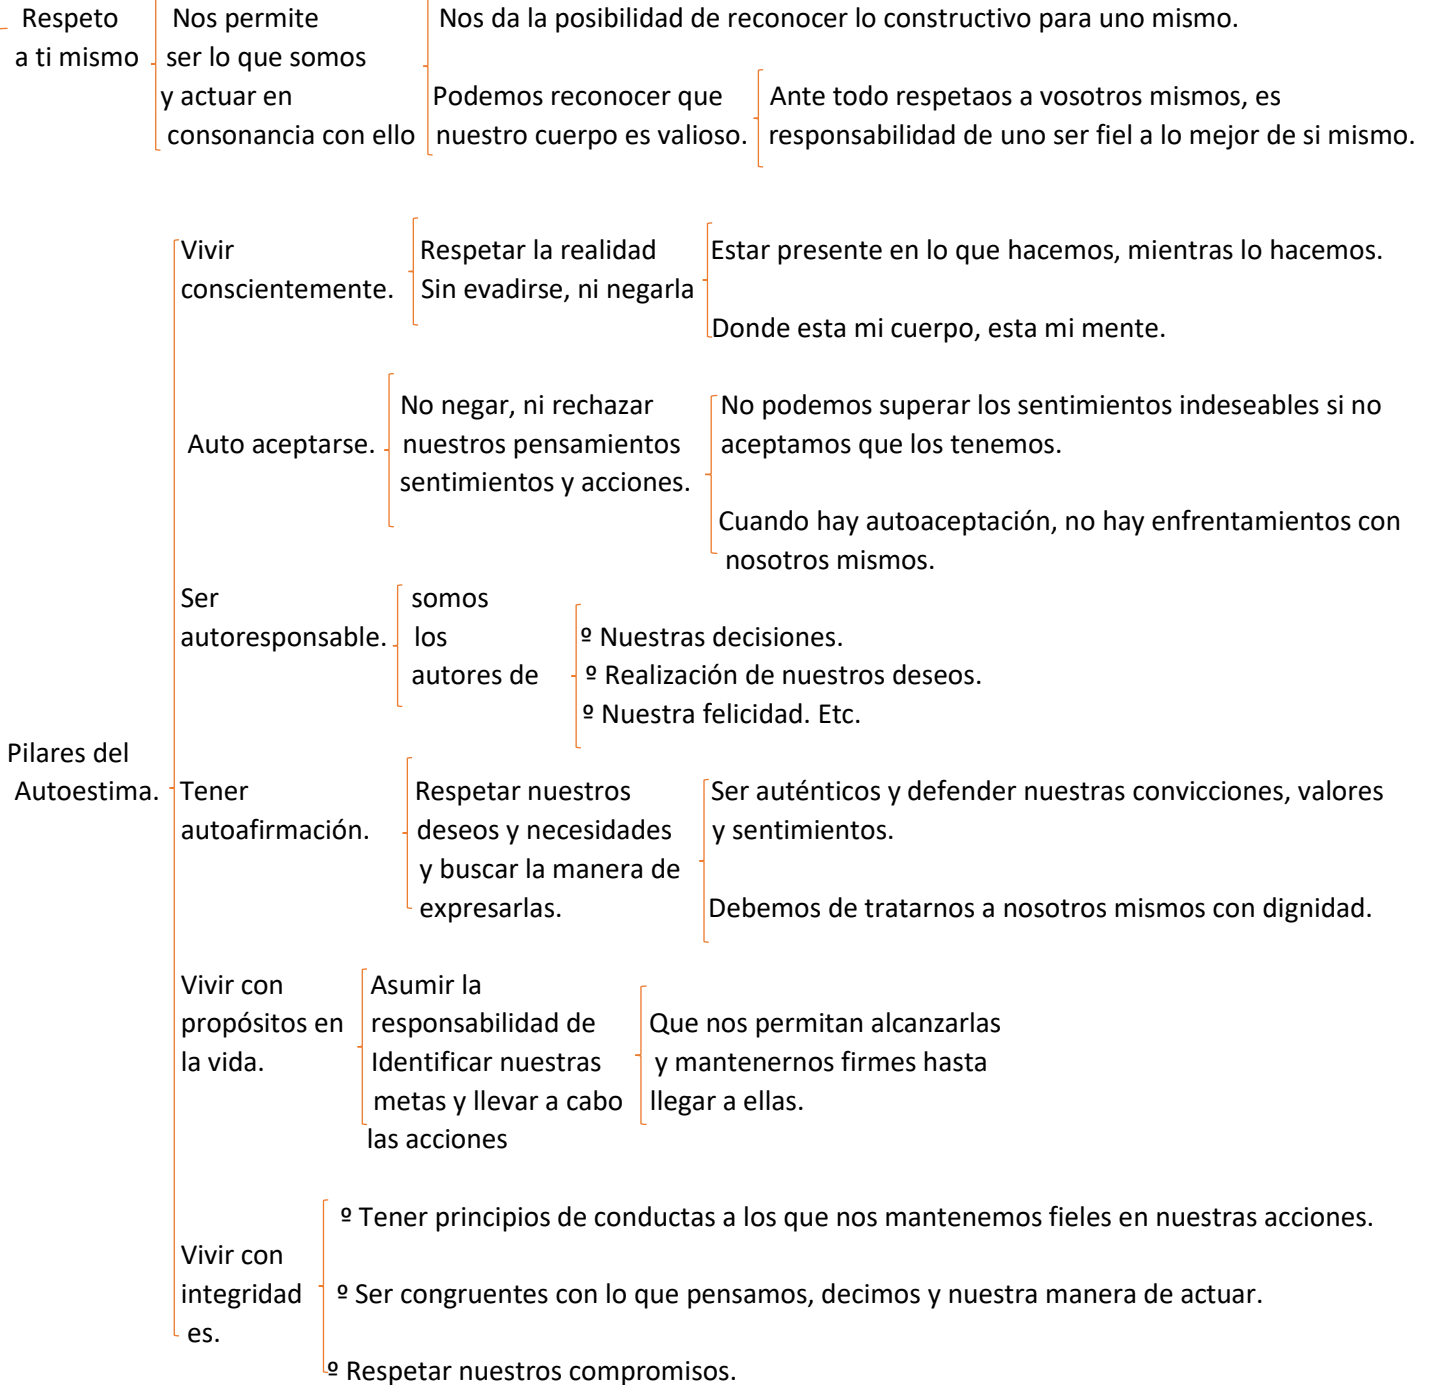 Respeto
a ti mismo
Nos permite
ser lo que somos
y actuar en
consonancia con ello
Nos da la posibilidad de reconocer lo constructivo para uno mismo.
Podemos reconocer que
nuestro cuerpo es valioso.
Ante todo respetaos a vosotros mismos, es
responsabilidad de uno ser fiel a lo mejor de si mismo.
Pilares del
Autoestima.
Vivir
conscientemente.
Respetar la realidad
Sin evadirse, ni negarla
Estar presente en lo que hacemos, mientras lo hacemos.
Donde esta mi cuerpo, esta mi mente.
Auto aceptarse.
No negar, ni rechazar
nuestros pensamientos
sentimientos y acciones.
No podemos superar los sentimientos indeseables si no
aceptamos que los tenemos.
Cuando hay autoaceptación, no hay enfrentamientos con
nosotros mismos.
Ser
autoresponsable.
somos
los
autores de
º Nuestras decisiones.
º Realización de nuestros deseos.
º Nuestra felicidad. Etc.
Tener
autoafirmación.
Respetar nuestros
deseos y necesidades
y buscar la manera de
expresarlas.
Ser auténticos y defender nuestras convicciones, valores
y sentimientos.
Debemos de tratarnos a nosotros mismos con dignidad.
Vivir con
propósitos en
la vida.
Asumir la
responsabilidad de
Identificar nuestras
metas y llevar a cabo
las acciones
Que nos permitan alcanzarlas
y mantenernos firmes hasta
llegar a ellas.
Vivir con
integridad
es.
º Tener principios de conductas a los que nos mantenemos fieles en nuestras acciones.
º Ser congruentes con lo que pensamos, decimos y nuestra manera de actuar.
º Respetar nuestros compromisos.